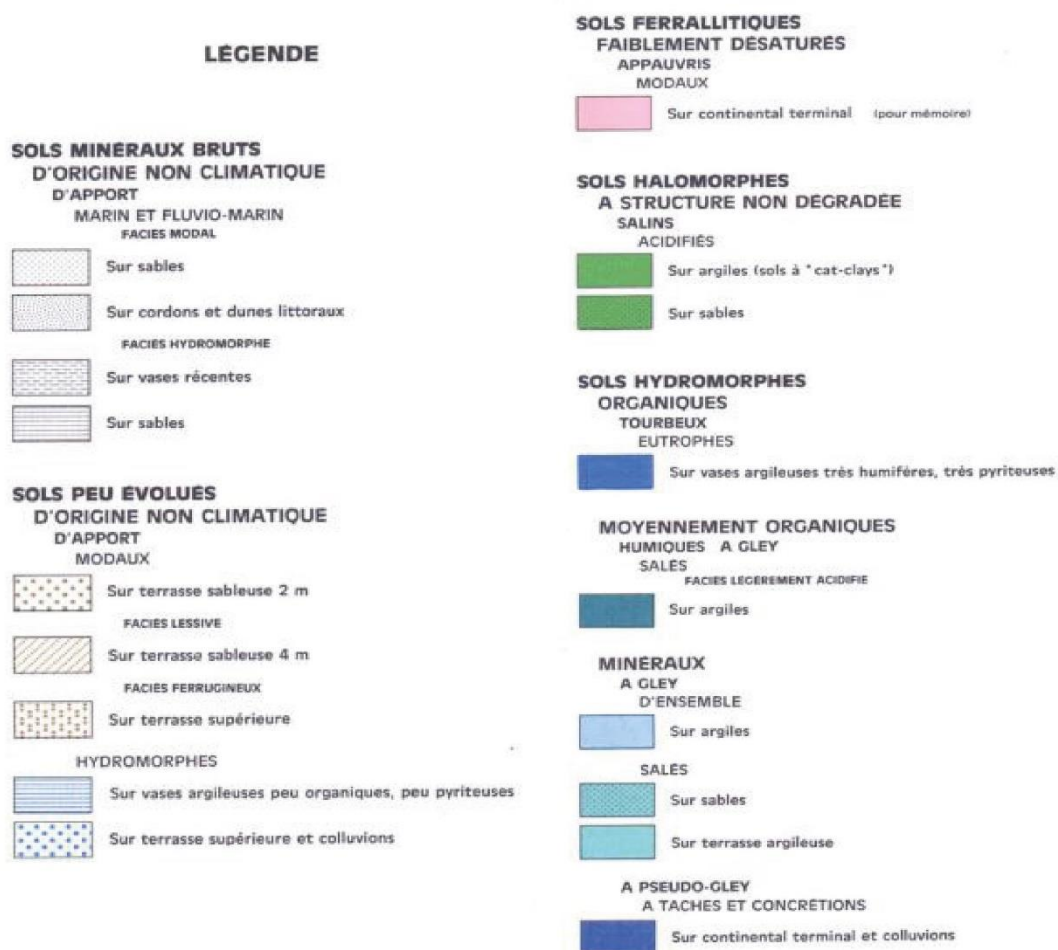 LÉGENDE
SOLS MINÉRAUX BRUTS
D'ORIGINE NON CLIMATIQUE
D'APPORT
MARIN ET FLUVIO-MARIN
FACIES MODAL
Sur sables
Sur cordons et dunes littoraux
FACIES HYDROMORPHE
Sur vases récentes
Sur sables
SOLS PEU ÉVOLUÉS
D'ORIGINE NON CLIMATIQUE
D'APPORT
MODAUX
Sur terrasse sableuse 2 m
FACIES LESSIVE
Sur terrasse sableuse 4 m
FACIES FERRUGINEUX
Sur terrasse supérieure
HYDROMORPHES
Sur vases argileuses peu organiques, peu pyriteuses
Sur terrasse supérieure et colluvions
SOLS FERRALLITIQUES
FAIBLEMENT DÉSATURÉS
APPAUVRIS
MODAUX
Sur continental terminal (pour mémoire)
SOLS HALOMORPHES
A STRUCTURE NON DÉGRADÉE
SALINS
ACIDIFIÉS
Sur argiles (sols à "cat-clays")
Sur sables
SOLS HYDROMORPHES
ORGANIQUES
TOURBEUX
EUTROPHES
Sur vases argileuses très humifères, très pyriteuses
MOYENNEMENT ORGANIQUES
HUMIQUES A GLEY
SALÉS
FACIES LÉGÈREMENT ACIDIFIE
Sur argiles
MINÉRAUX
A GLEY
D'ENSEMBLE
Sur argiles
SALÉS
Sur sables
Sur terrasse argileuse
A PSEUDO-GLEY
A TACHES ET CONCRÉTIONS
Sur continental terminal et colluvions